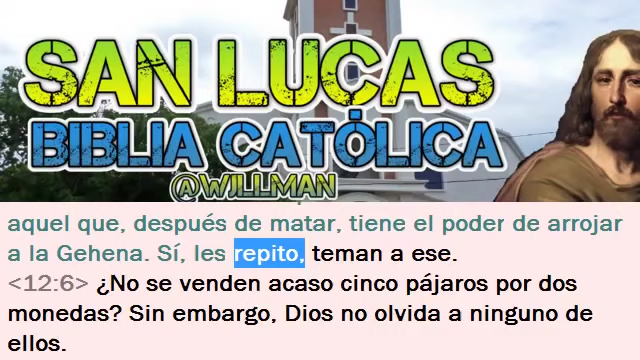 SAN LUCAS
BIBLIA CATÓLICA
@WJLLMAN
aquel que, después de matar, tiene el poder de arrojar
a la Gehena. Sí, les repito, teman a ese.
<12:6> ¿No se venden acaso cinco pájaros por dos
monedas? Sin embargo, Dios no olvida a ninguno de
ellos.